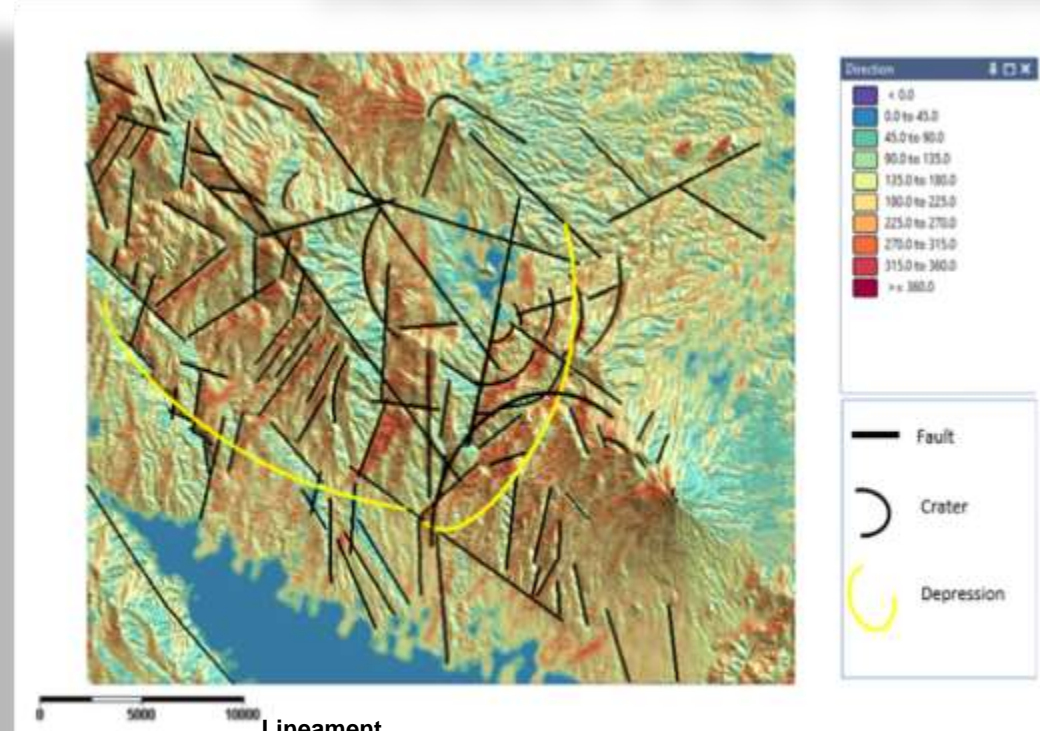 Direction
< 0.0
0.0 to 45.0
45.0 to 90.0
90.0 to 135.0
135.0 to 180.0
180.0 to 225.0
225.0 to 270.0
270.0 to 315.0
315.0 to 360.0
>= 360.0
Fault
Crater
Depression
0 5000 10000
Lineament